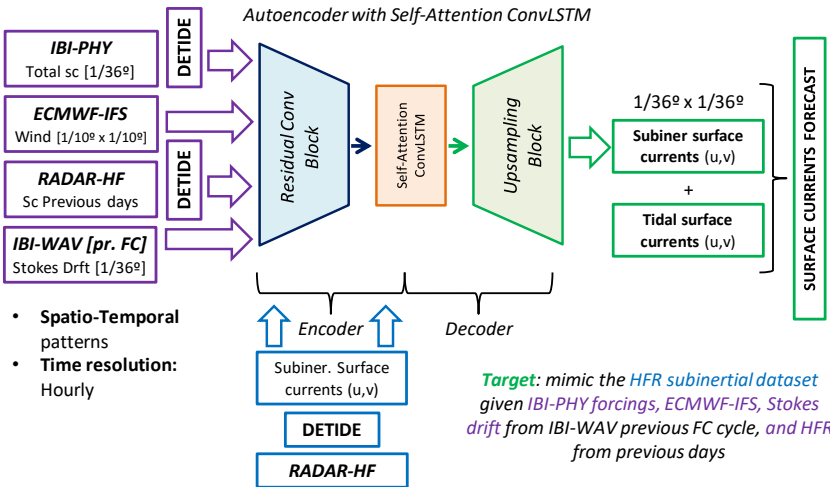 Autoencoder with Self-Attention ConvLSTM
IBI-PHY
Total sc [1/36º]
DETIDE
ECMWF-IFS
Wind [1/10º x 1/10º]
RADAR-HF
Sc Previous days
DETIDE
IBI-WAV [pr. FC]
Stokes Drft [1/36º]
Residual Conv
Block
Self-Attention
ConvLSTM
Upsampling
Block
1/36º x 1/36º
Subiner surface
currents (u,v)
+
Tidal surface
currents (u,v)
SURFACE CURRENTS FORECAST
Encoder
Decoder
• Spatio-Temporal
patterns
• Time resolution:
Hourly
Subiner. Surface
currents (u,v)
DETIDE
RADAR-HF
Target: mimic the HFR subinertial dataset
given IBI-PHY forcings, ECMWF-IFS, Stokes
drift from IBI-WAV previous FC cycle, and HFR
from previous days